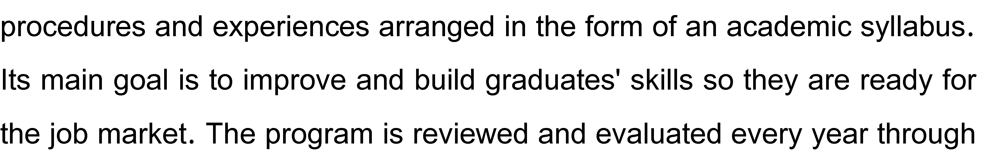 procedures and experiences arranged in the form of an academic syllabus.
Its main goal is to improve and build graduates' skills so they are ready for
the job market. The program is reviewed and evaluated every year through